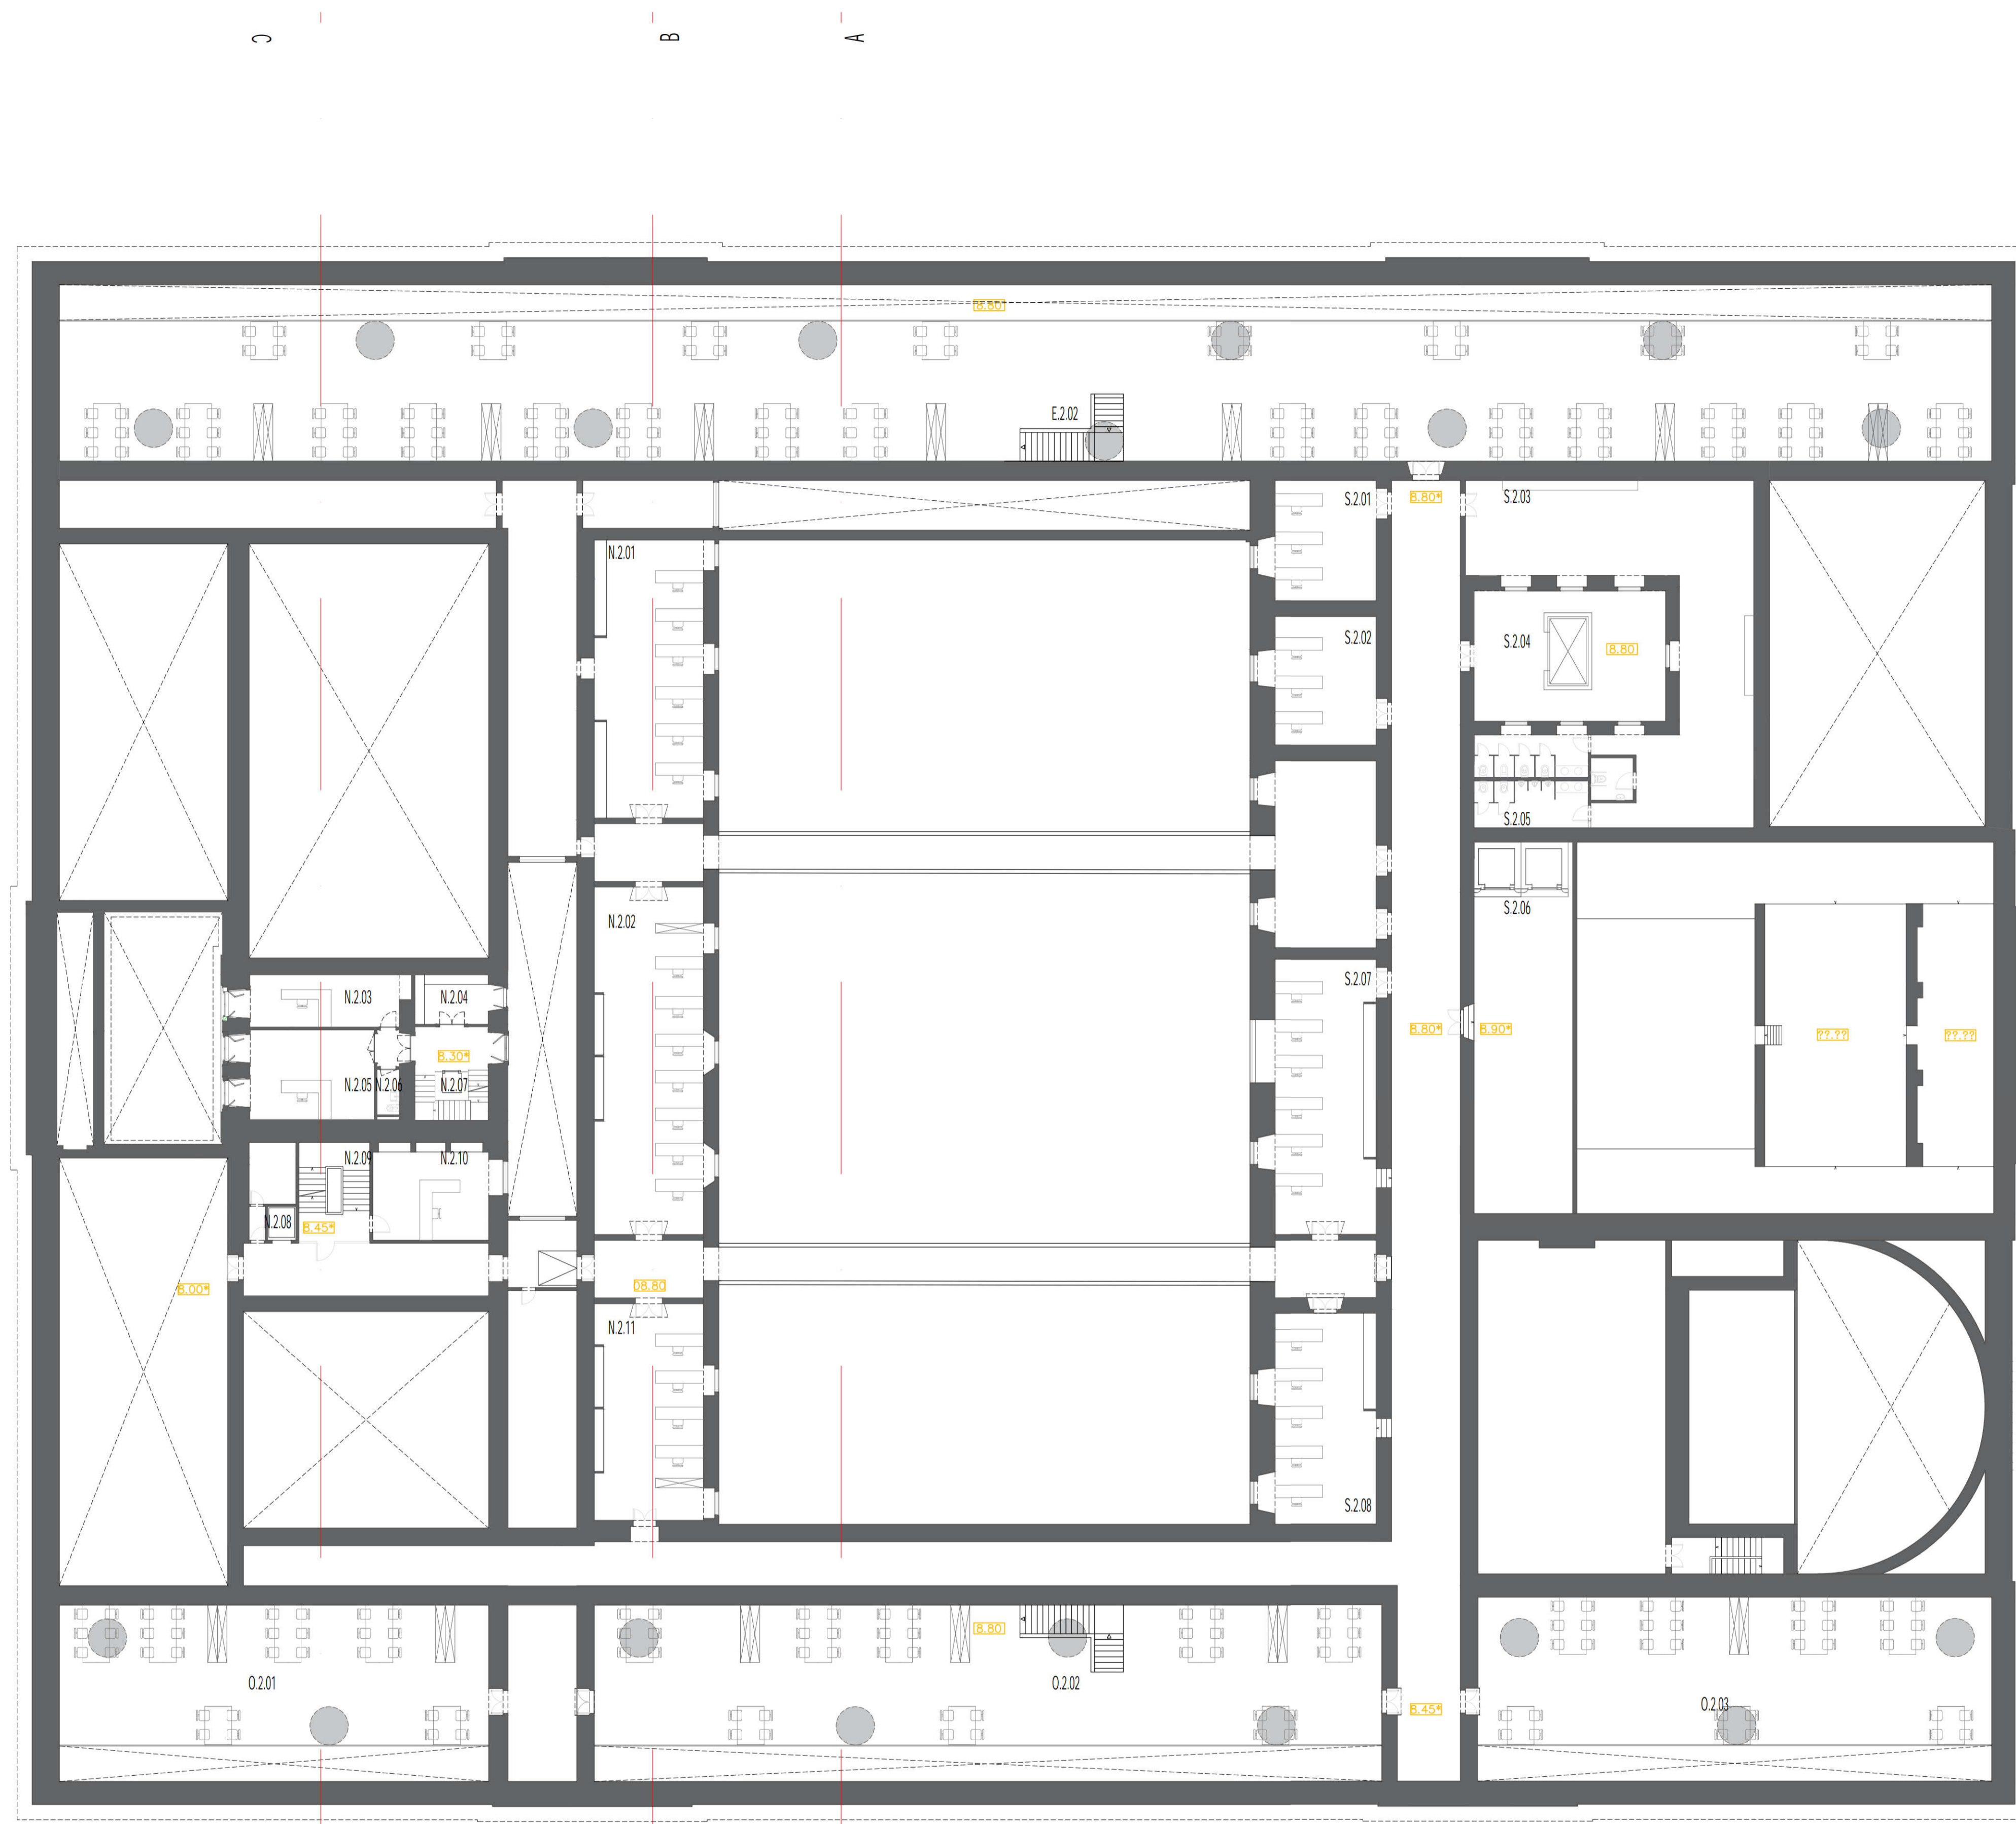 C
B
A
8.80
E.2.02
8.80*
S.2.01
S.2.03
N.2.01
S.2.02
S.2.04
8.80
S.2.05
N.2.02
S.2.06
S.2.07
N.2.03
N.2.04
8.30*
8.80*
8.90*
??.??
??.??
N.2.05
N.2.06
N.2.07
N.2.09
N.2.10
N.2.08
8.45*
8.00*
08.80
N.2.11
S.2.08
8.80
O.2.01
O.2.02
8.45*
O.2.03